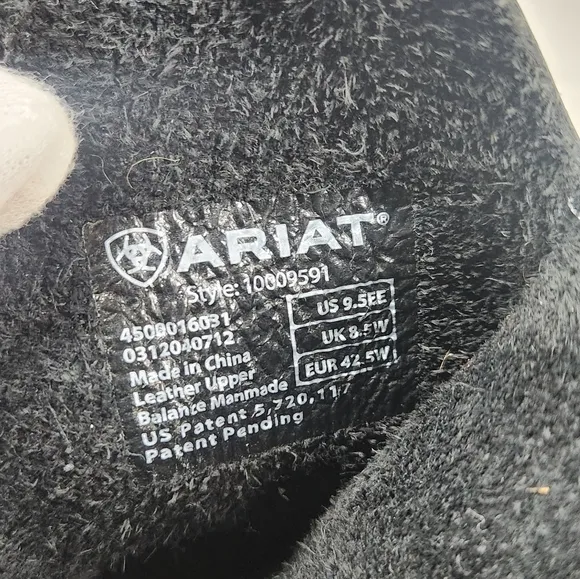 ARIAT®
Style: 10009591
4500016031
0312040712
Made in China
Leather Upper
Balance Manmade
US Patent 5,720,117
Patent Pending
US 9.5EE
UK 8.5W
EUR 42.5W